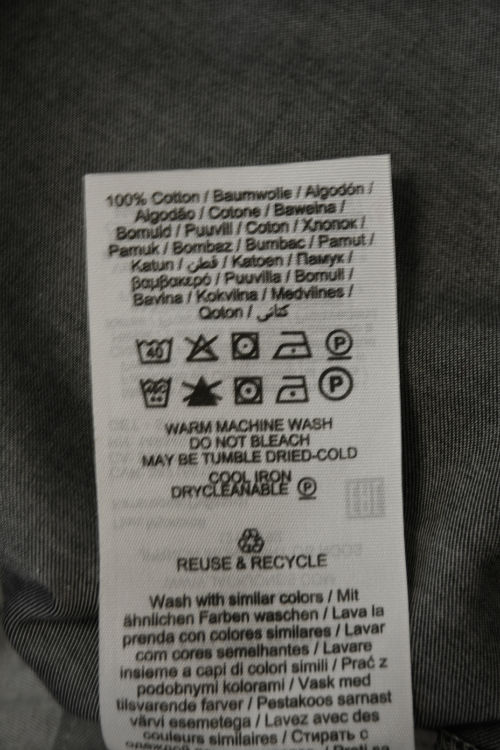 100% Cotton / Baumwolle / Algodón /
Algodão / Cotone / Baweina /
Bomuld / Puuvill / Coton / Хлопок /
Pamuk / Bombaz / Bumbac / Pamut /
Katun / قطن / Katoen / Памук /
βαμβακερό / Puuvilla / Bomull /
Bavlna / Kokvilna / Medvilnes /
Qoton / كتانى
40
P
P
WARM MACHINE WASH
DO NOT BLEACH
MAY BE TUMBLE DRIED-COLD
COOL IRON
DRYCLEANABLE P
REUSE & RECYCLE
Wash with similar colors / Mit
ähnlichen Farben waschen / Lava la
prenda con colores similares / Lavar
com cores semelhantes / Lavare
insieme a capi di colori simili / Prać z
podobnymi kolorami / Vask med
tilsvarende farver / Pestakoos sarnast
värvi esemetega / Lavez avec des
couleurs similaires / Стирать с